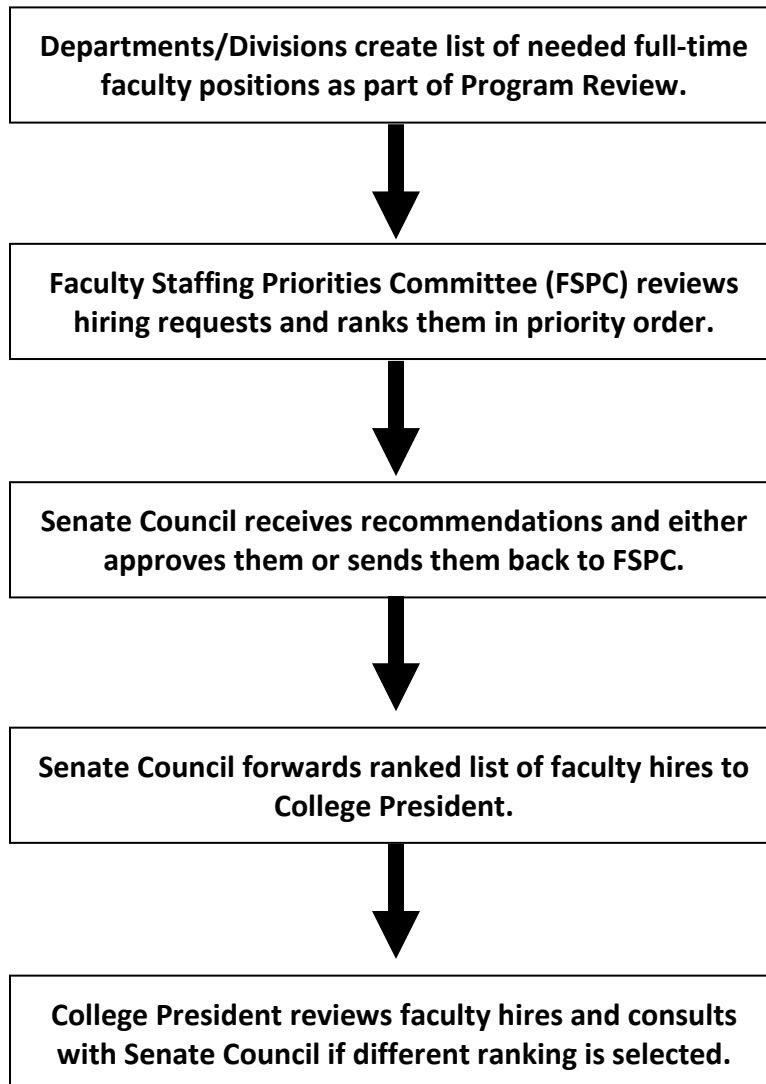 Departments/Divisions create list of needed full-time
faculty positions as part of Program Review.
Faculty Staffing Priorities Committee (FSPC) reviews
hiring requests and ranks them in priority order.
Senate Council receives recommendations and either
approves them or sends them back to FSPC.
Senate Council forwards ranked list of faculty hires to
College President.
College President reviews faculty hires and consults
with Senate Council if different ranking is selected.